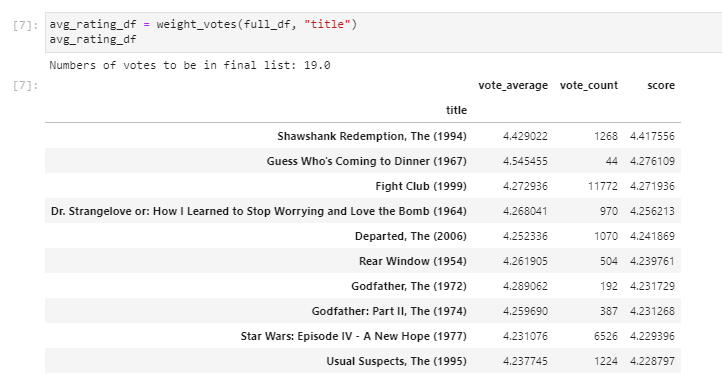 [7]: avg_rating_df = weight_votes(full_df, "title")
avg_rating_df
Numbers of votes to be in final list: 19.0
[7]: vote_average vote_count score
title
Shawshank Redemption, The (1994) 4.429022 1268 4.417556
Guess Who's Coming to Dinner (1967) 4.545455 44 4.276109
Fight Club (1999) 4.272936 11772 4.271936
Dr. Strangelove or: How I Learned to Stop Worrying and Love the Bomb (1964) 4.268041 970 4.256213
Departed, The (2006) 4.252336 1070 4.241869
Rear Window (1954) 4.261905 504 4.239761
Godfather, The (1972) 4.289062 192 4.231729
Godfather: Part II, The (1974) 4.259690 387 4.231268
Star Wars: Episode IV - A New Hope (1977) 4.231076 6526 4.229396
Usual Suspects, The (1995) 4.237745 1224 4.228797